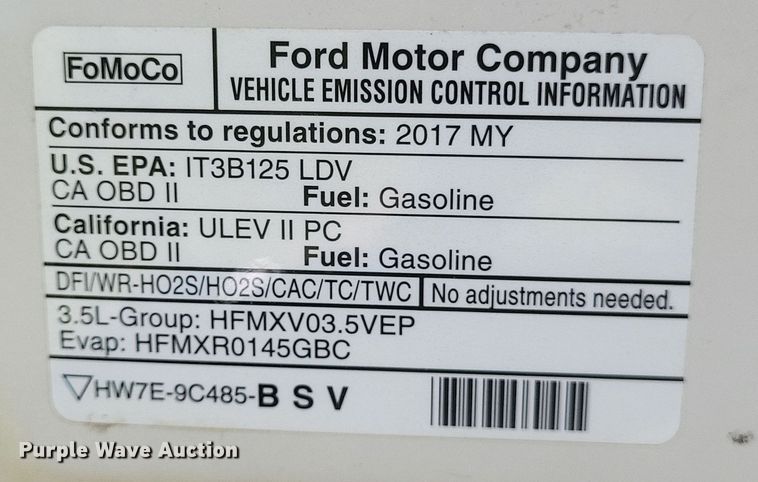 FoMoCo
Ford Motor Company
VEHICLE EMISSION CONTROL INFORMATION
Conforms to regulations: 2017 MY
U.S. EPA: IT3B125 LDV
CA OBD II Fuel: Gasoline
California: ULEV II PC
CA OBD II Fuel: Gasoline
DFI/WR-HO2S/HO2S/CAC/TC/TWC No adjustments needed.
3.5L-Group: HFMXV03.5VEP
Evap: HFMXR0145GBC
HW7E-9C485-B S V
Purple Wave Auction